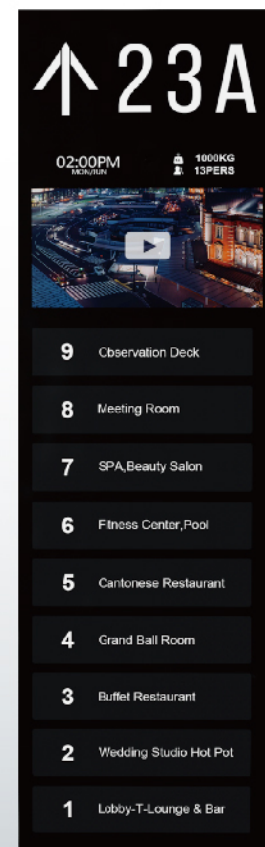 23A
02:00PM
MON/IUN
1000KG
13PERS
9 Observation Deck
8 Meeting Room
7 SPA,Beauty Salon
6 Fitness Center,Pool
5 Cantonese Restaurant
4 Grand Ball Room
3 Buffet Restaurant
2 Wedding Studio Hot Pot
1 Lobby-T-Lounge & Bar